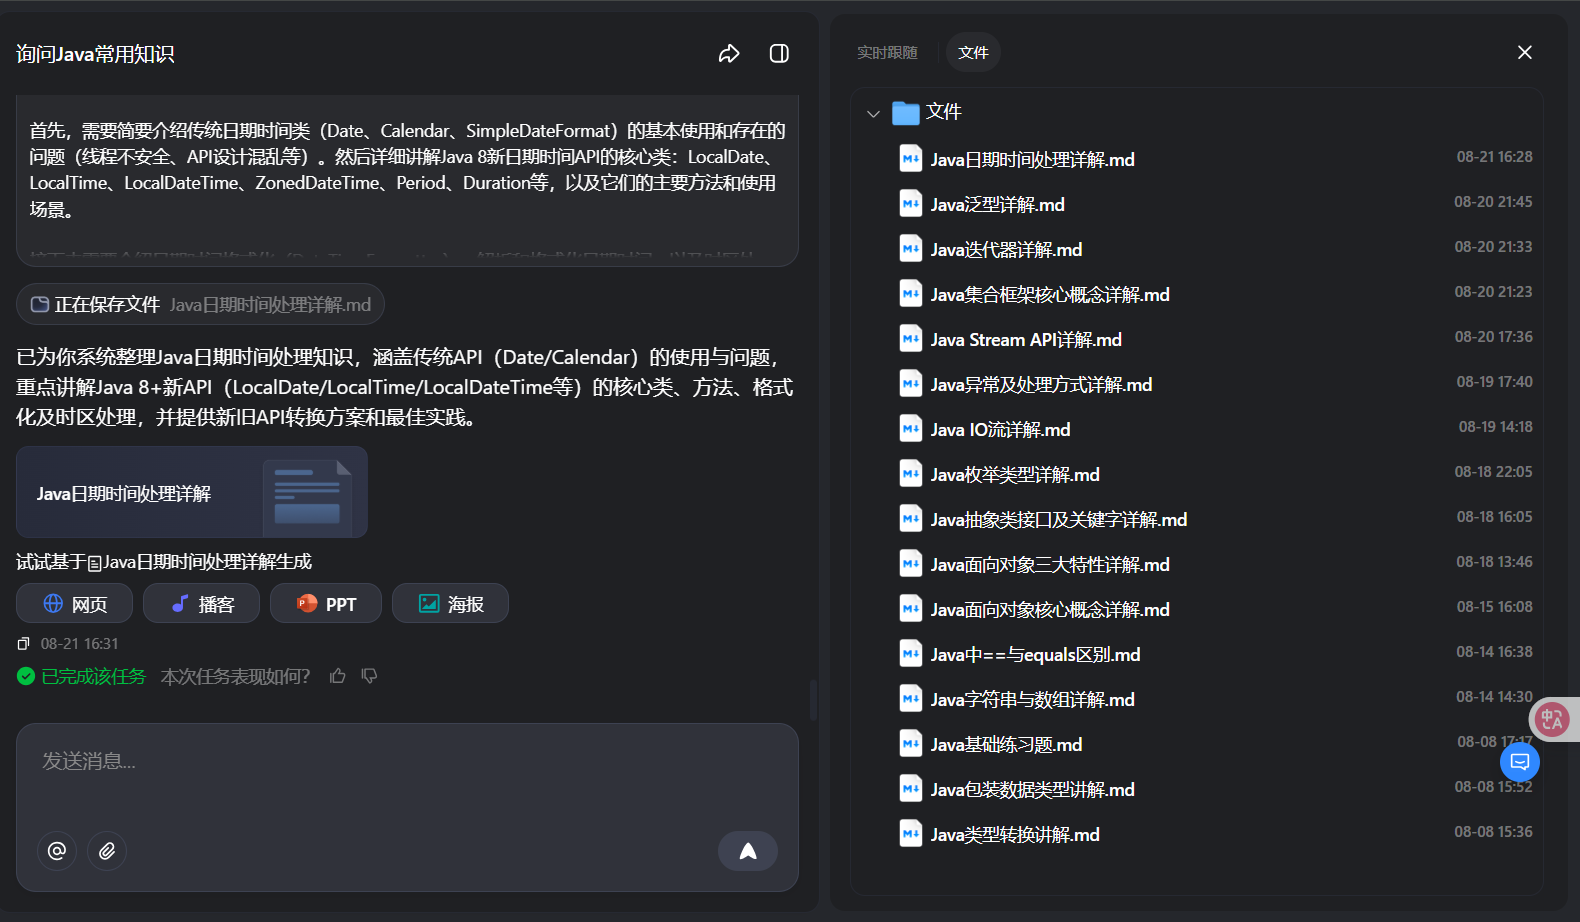 询问Java常用知识
首先，需要简要介绍传统日期时间类（Date、Calendar、SimpleDateFormat）的基本使用和存在的
问题（线程不安全、API设计混乱等）。然后详细讲解Java 8新日期时间API的核心类：LocalDate、
LocalTime、LocalDateTime、ZonedDateTime、Period、Duration等，以及它们的主要方法和使用
场景。
正在保存文件 Java日期时间处理详解.md
已为你系统整理Java日期时间处理知识，涵盖传统API（Date/Calendar）的使用与问题，
重点讲解Java 8+新API（LocalDate/LocalTime/LocalDateTime等）的核心类、方法、格式
化及时区处理，并提供新旧API转换方案和最佳实践。
Java日期时间处理详解
试试基于Java日期时间处理详解生成
网页 播客 PPT 海报
08-21 16:31
已完成该任务 本次任务表现如何？
发送消息...
实时跟随 文件
文件
Java日期时间处理详解.md 08-21 16:28
Java泛型详解.md 08-20 21:45
Java迭代器详解.md 08-20 21:33
Java集合框架核心概念详解.md 08-20 21:23
Java Stream API详解.md 08-20 17:36
Java异常及处理方式详解.md 08-19 17:40
Java IO流详解.md 08-19 14:18
Java枚举类型详解.md 08-18 22:05
Java抽象类接口及关键字详解.md 08-18 16:05
Java面向对象三大特性详解.md 08-18 13:46
Java面向对象核心概念详解.md 08-15 16:08
Java中==与equals区别.md 08-14 16:38
Java字符串与数组详解.md 08-14 14:30
Java基础练习题.md 08-08 17:17
Java包装数据类型讲解.md 08-08 15:52
Java类型转换讲解.md 08-08 15:36